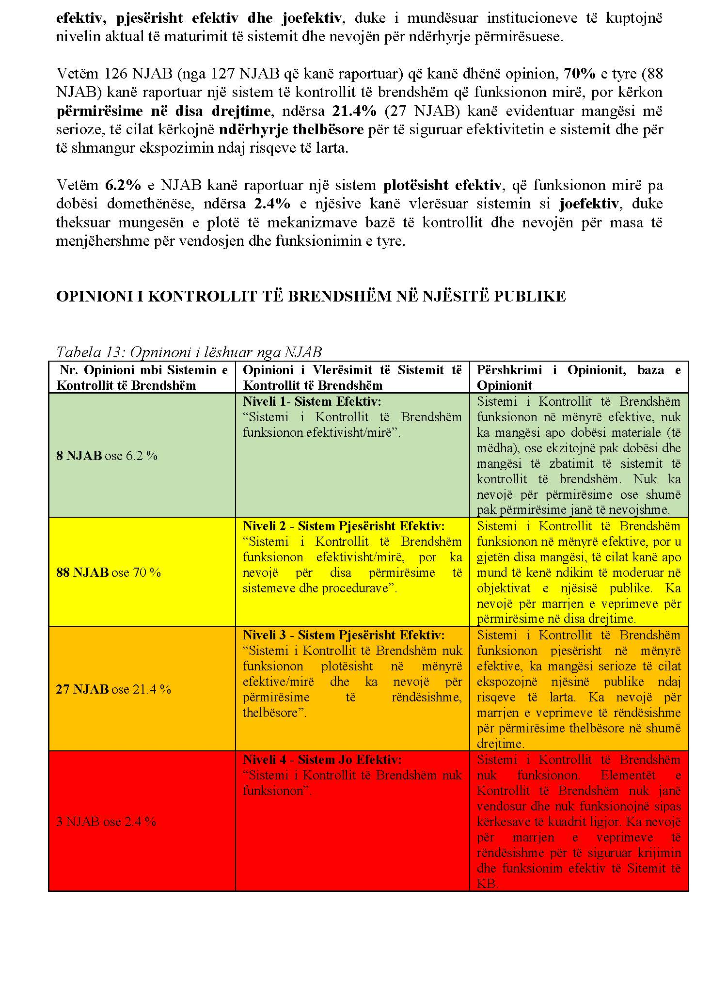 efektiv, pjesërisht efektiv dhe joefektiv, duke i mundësuar institucioneve të kuptojnë
nivelin aktual të maturimit të sistemit dhe nevojën për ndërhyrje përmirësuese.
Vetëm 126 NJAB (nga 127 NJAB që kanë raportuar) që kanë dhënë opinion, 70% e tyre (88
NJAB) kanë raportuar një sistem të kontrollit të brendshëm që funksionon mirë, por kërkon
përmirësime në disa drejtime, ndërsa 21.4% (27 NJAB) kanë evidentuar mangësi më
serioze, të cilat kërkojnë ndërhyrje thelbësore për të siguruar efektivitetin e sistemit dhe për
të shmangur ekspozimin ndaj risqeve të larta.
Vetëm 6.2% e NJAB kanë raportuar një sistem plotësisht efektiv, që funksionon mirë pa
dobësi domethënëse, ndërsa 2.4% e njësive kanë vlerësuar sistemin si joefektiv, duke
theksuar mungesën e plotë të mekanizmave bazë të kontrollit dhe nevojën për masa të
menjëhershme për vendosjen dhe funksionimin e tyre.
OPINIONI I KONTROLLIT TË BRENDSHËM NË NJËSITË PUBLIKE
Tabela 13: Opninoni i lëshuar nga NJAB
Nr. Opinioni mbi Sistemin e
Kontrollit të Brendshëm
Opinioni i Vlerësimit të Sistemit të
Kontrollit të Brendshëm
Përshkrimi i Opinionit, baza e
Opinionit
8 NJAB ose 6.2 %
Niveli 1- Sistem Efektiv:
“Sistemi i Kontrollit të Brendshëm
funksionon efektivisht/mirë”.
Sistemi i Kontrollit të Brendshëm
funksionon në mënyrë efektive, nuk
ka mangësi apo dobësi materiale (të
mëdha), ose ekzitojnë pak dobësi dhe
mangësi të zbatimit të sistemit të
kontrollit të brendshëm. Nuk ka
nevojë për përmirësime ose shumë
pak përmirësime janë të nevojshme.
88 NJAB ose 70 %
Niveli 2 - Sistem Pjesërisht Efektiv:
“Sistemi i Kontrollit të Brendshëm
funksionon efektivisht/mirë, por ka
nevojë për disa përmirësime të
sistemeve dhe procedurave”.
Sistemi i Kontrollit të Brendshëm
funksionon në mënyrë efektive, por u
gjetën disa mangësi, të cilat kanë apo
mund të kenë ndikim të moderuar në
objektivat e njësisë publike. Ka
nevojë për marrjen e veprimeve për
përmirësime në disa drejtime.
27 NJAB ose 21.4 %
Niveli 3 - Sistem Pjesërisht Efektiv:
“Sistemi i Kontrollit të Brendshëm nuk
funksionon plotësisht në mënyrë
efektive/mirë dhe ka nevojë për
përmirësime të rëndësishme,
thelbësore”.
Sistemi i Kontrollit të Brendshëm
funksionon pjesërisht në mënyrë
efektive, ka mangësi serioze të cilat
ekspozojnë njësinë publike ndaj
risqeve të larta. Ka nevojë për
marrjen e veprimeve të rëndësishme
për përmirësime thelbësore në shumë
drejtime.
3 NJAB ose 2.4 %
Niveli 4 - Sistem Jo Efektiv:
“Sistemi i Kontrollit të Brendshëm nuk
funksionon”.
Sistemi i Kontrollit të Brendshëm
nuk funksionon. Elementët e
Kontrollit të Brendshëm nuk janë
vendosur dhe nuk funksionojnë sipas
kërkesave të kuadrit ligjor. Ka nevojë
për marrjen e veprimeve të
rëndësishme për të siguruar krijimin
dhe funksionim efektiv të Sitemit të
KB.